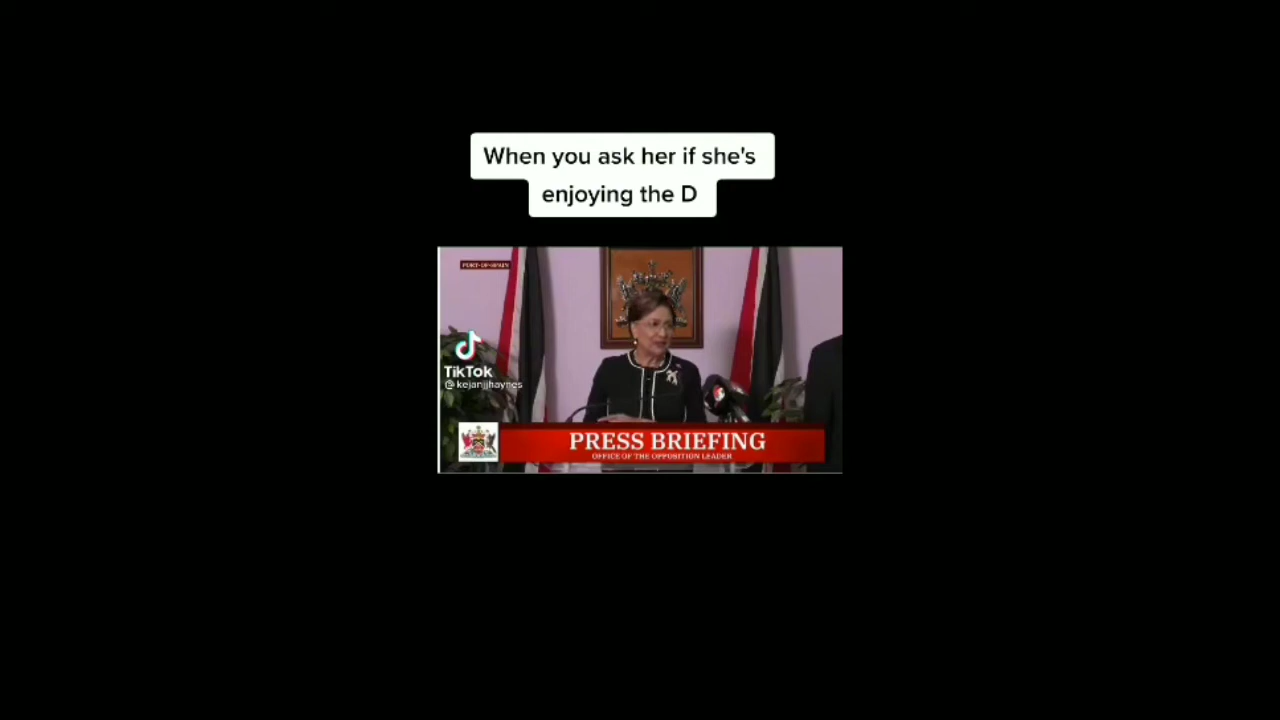 When you ask her if she's
enjoying the D
PORT-OF-SPAIN
TikTok
@kejanjjhaynes
PRESS BRIEFING
OFFICE OF THE OPPOSITION LEADER